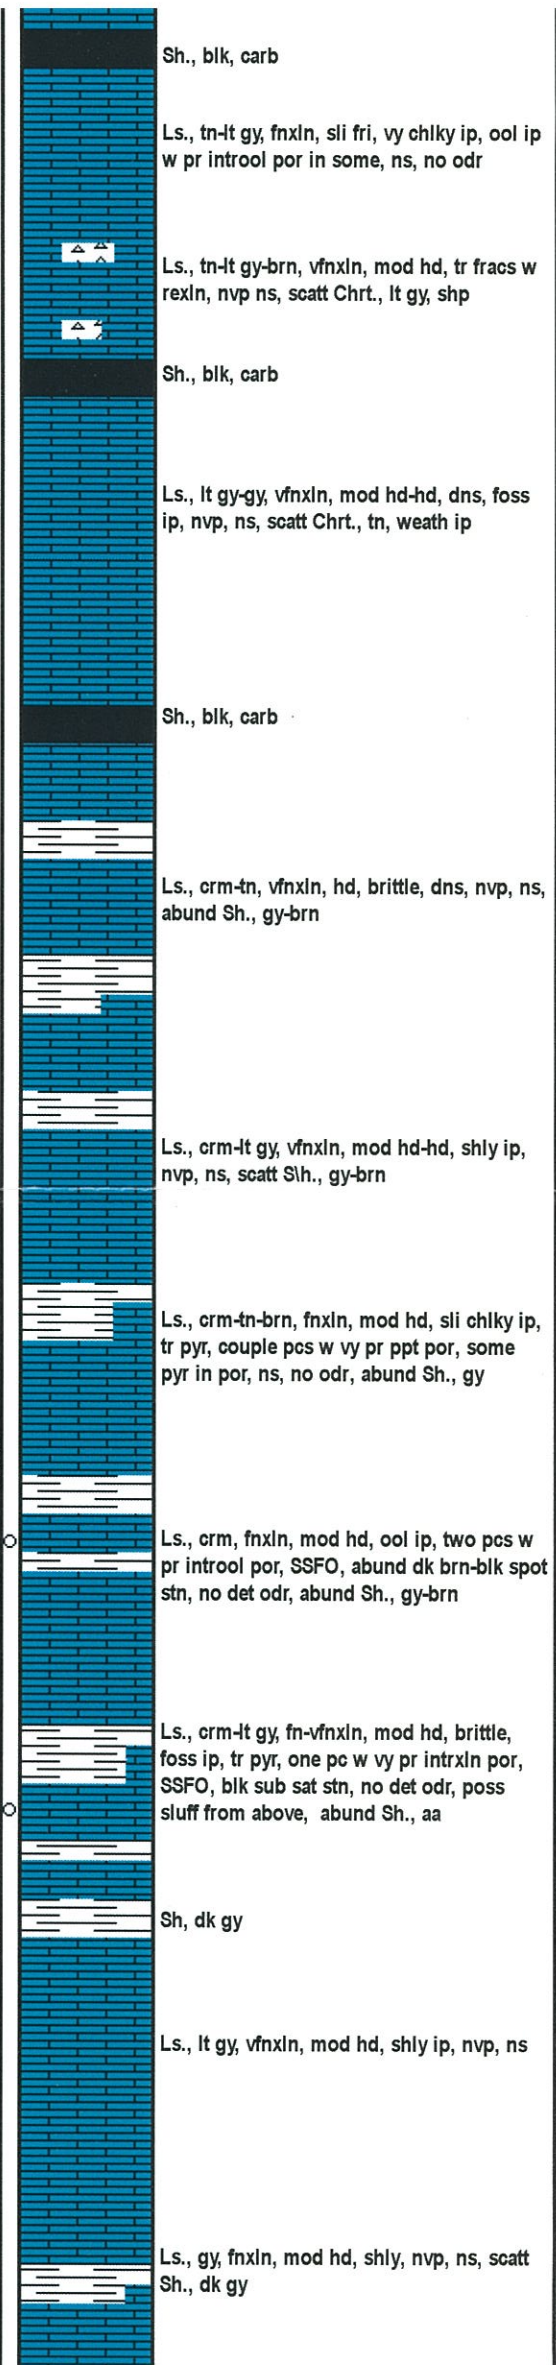 Sh., blk, carb
Ls., tn-lt gy, fnxln, sli fri, vy chlky ip, ool ip
w pr introol por in some, ns, no odr
Ls., tn-lt gy-brn, vfnxln, mod hd, tr fracs w
rexln, nvp ns, scatt Chrt., lt gy, shp
Sh., blk, carb
Ls., lt gy-gy, vfnxln, mod hd-hd, dns, foss
ip, nvp, ns, scatt Chrt., tn, weath ip
Sh., blk, carb
Ls., crm-tn, vfnxln, hd, brittle, dns, nvp, ns,
abund Sh., gy-brn
Ls., crm-lt gy, vfnxln, mod hd-hd, shly ip,
nvp, ns, scatt S\h., gy-brn
Ls., crm-tn-brn, fnxln, mod hd, sli chlky ip,
tr pyr, couple pcs w vy pr ppt por, some
pyr in por, ns, no odr, abund Sh., gy
Ls., crm, fnxln, mod hd, ool ip, two pcs w
pr introol por, SSFO, abund dk brn-blk spot
stn, no det odr, abund Sh., gy-brn
Ls., crm-lt gy, fn-vfnxln, mod hd, brittle,
foss ip, tr pyr, one pc w vy pr intrxln por,
SSFO, blk sub sat stn, no det odr, poss
sluff from above, abund Sh., aa
Sh, dk gy
Ls., lt gy, vfnxln, mod hd, shly ip, nvp, ns
Ls., gy, fnxln, mod hd, shly, nvp, ns, scatt
Sh., dk gy